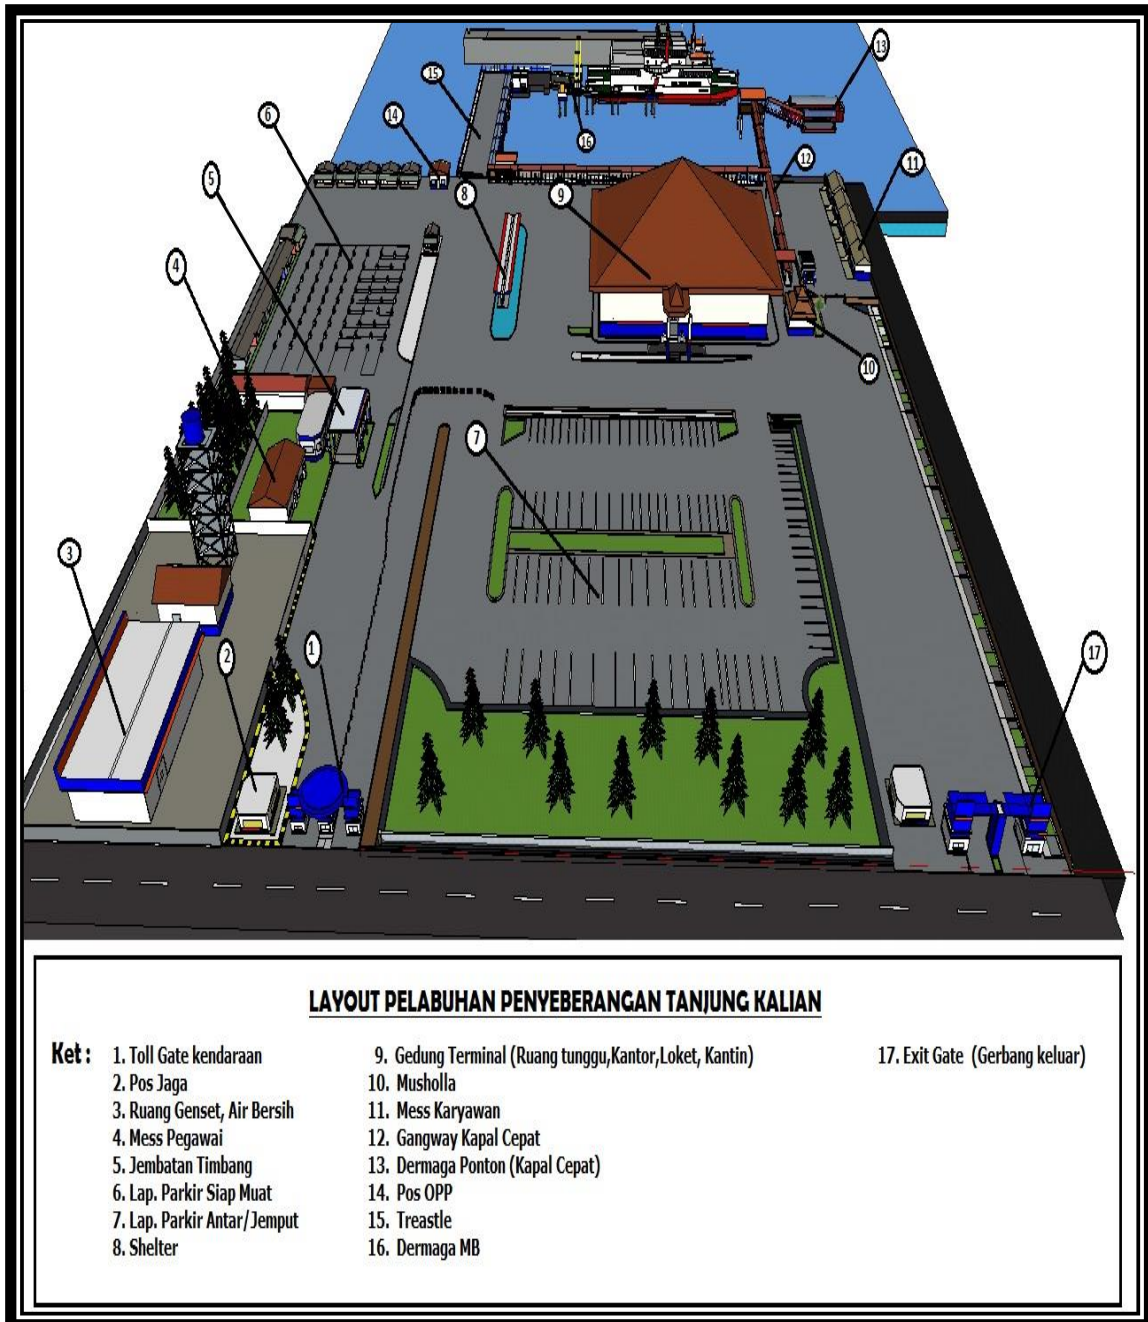 13
15
6
14
16
5
12
11
8
9
4
10
7
3
2
1
17
LAYOUT PELABUHAN PENYEBERANGAN TANJUNG KALIAN
Ket :
1. Toll Gate kendaraan
2. Pos Jaga
3. Ruang Genset, Air Bersih
4. Mess Pegawai
5. Jembatan Timbang
6. Lap. Parkir Siap Muat
7. Lap. Parkir Antar/Jemput
8. Shelter
9. Gedung Terminal (Ruang tunggu,Kantor,Loket, Kantin)
10. Musholla
11. Mess Karyawan
12. Gangway Kapal Cepat
13. Dermaga Ponton (Kapal Cepat)
14. Pos OPP
15. Treastle
16. Dermaga MB
17. Exit Gate (Gerbang keluar)